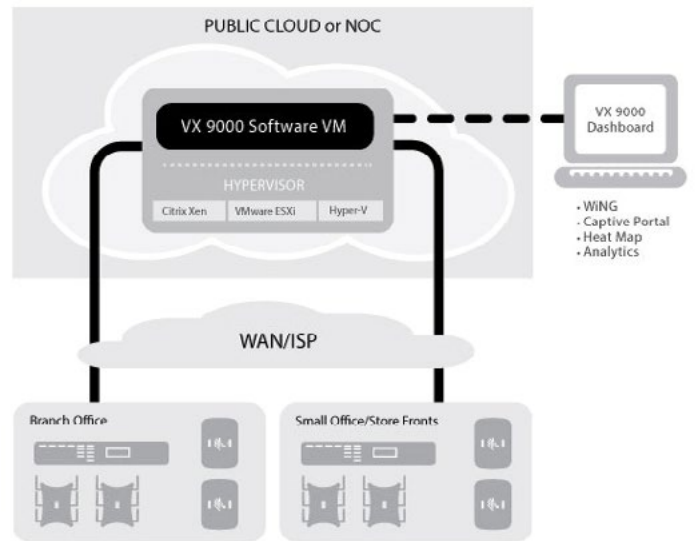 PUBLIC CLOUD or NOC
VX 9000 Software VM
HYPERVISOR
Citrix Xen
VMware ESXi
Hyper-V
VX 9000
Dashboard
• WiNG
- Captive Portal
• Heat Map
• Analytics
WAN/ISP
Branch Office
Small Office/Store Fronts